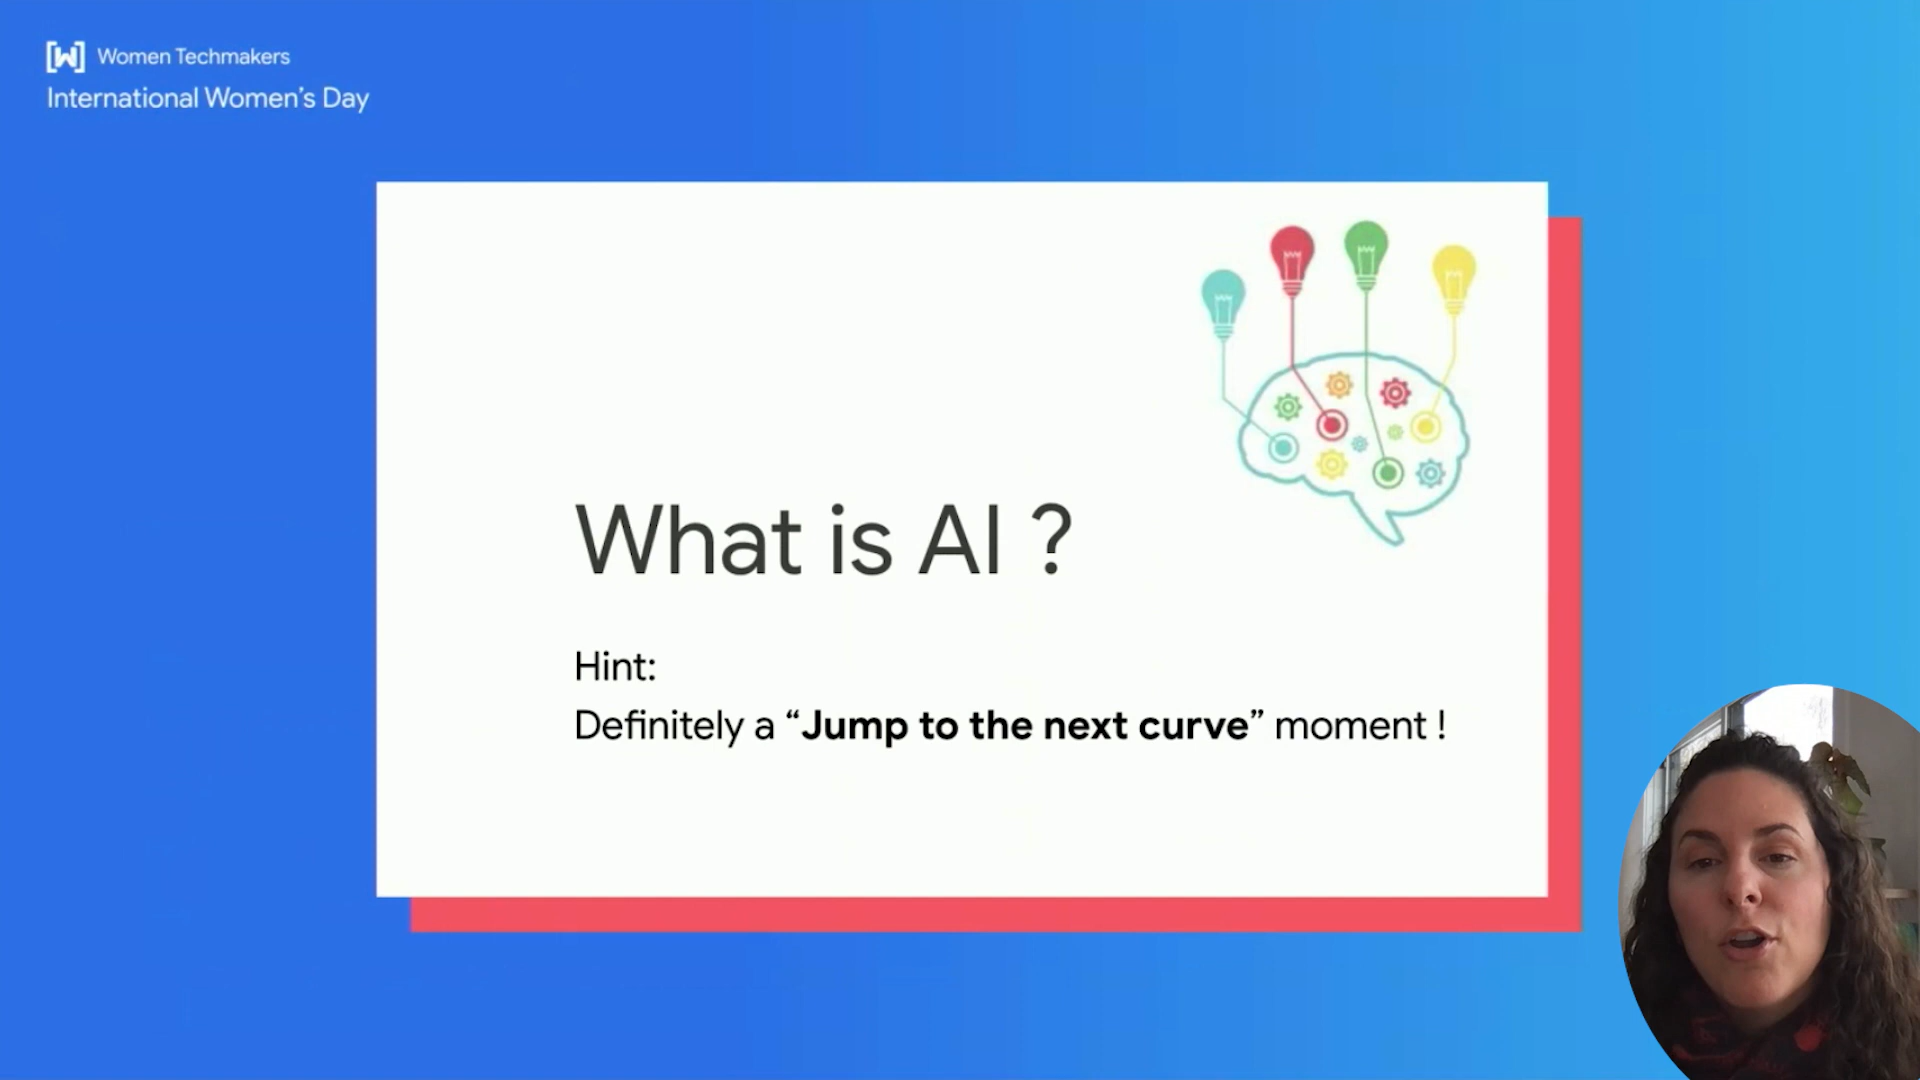 [W] Women Techmakers
International Women's Day
What is AI ?
Hint:
Definitely a “Jump to the next curve” moment !